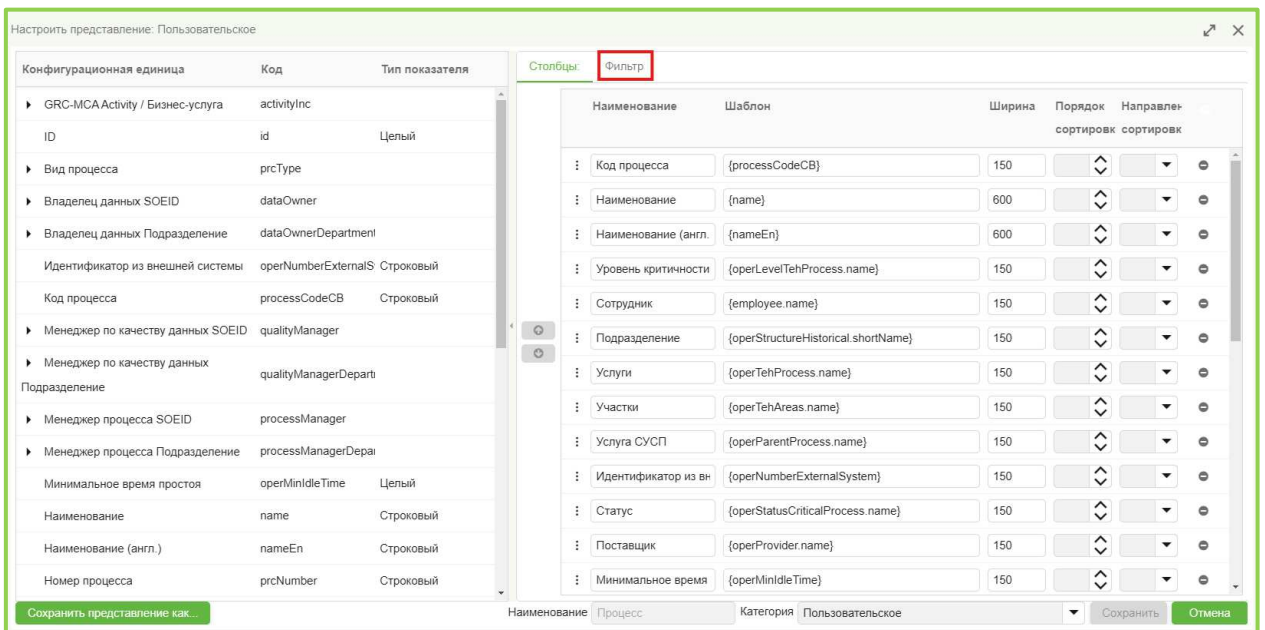 Настроить представление: Пользовательское
Конфигурационная единица Код Тип показателя
GRC-MCA Activity / Бизнес-услуга activityInc
ID id Целый
Вид процесса prcType
Владелец данных SOEID dataOwner
Владелец данных Подразделение dataOwnerDepartment
Идентификатор из внешней системы operNumberExternalS Строковый
Код процесса processCodeCB Строковый
Менеджер по качеству данных SOEID qualityManager
Менеджер по качеству данных
Подразделение qualityManagerDepart
Менеджер процесса SOEID processManager
Менеджер процесса Подразделение processManagerDepa
Минимальное время простоя operMinIdleTime Целый
Наименование name Строковый
Наименование (англ.) nameEn Строковый
Номер процесса prcNumber Строковый
Столбцы: Фильтр
Наименование Шаблон Ширина Порядок Направлен
сортировк сортировк
Код процесса {processCodeCB} 150
Наименование {name} 600
Наименование (англ. {nameEn} 600
Уровень критичности {operLevelTehProcess.name} 150
Сотрудник {employee.name} 150
Подразделение {operStructureHistorical.shortName} 150
Услуги {operTehProcess.name} 150
Участки {operTehAreas.name} 150
Услуга СУСП {operParentProcess.name} 150
Идентификатор из вн {operNumberExternalSystem} 150
Статус {operStatusCriticalProcess.name} 150
Поставщик {operProvider.name} 150
Минимальное время {operMinIdleTime} 150
Сохранить представление как... Наименование Процесс Категория Пользовательское Сохранить Отмена